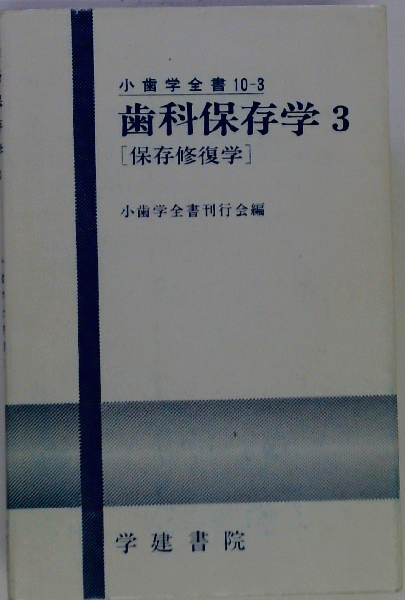 小歯学全書10-3
歯科保存学 3
[保存修復学]
小歯学全書刊行会編
学建書院